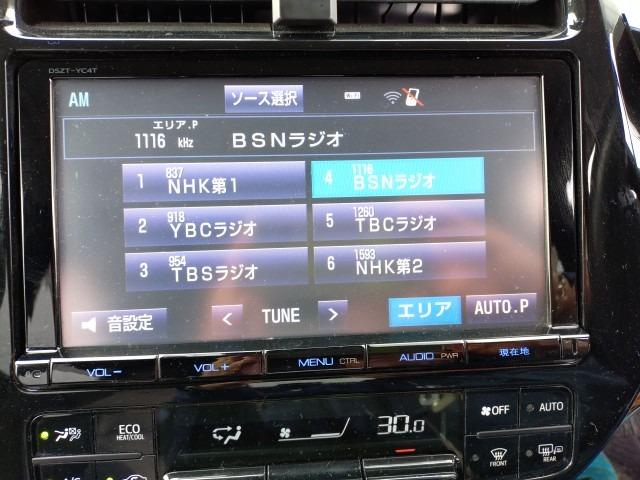 DSZT-YC4T
AM
ソース選択
Wi-Fi
エリア.P
1116 kHz BSNラジオ
1 837 NHK第1
4 1116 BSNラジオ
2 918 YBCラジオ
5 1260 TBCラジオ
3 954 TBSラジオ
6 1593 NHK第2
音設定
< TUNE >
エリア
AUTO.P
VOL−
VOL+
MENU CTRL
AUDIO PWR
現在地
ECO
HEAT/COOL
30.0
OFF
AUTO
FRONT
REAR